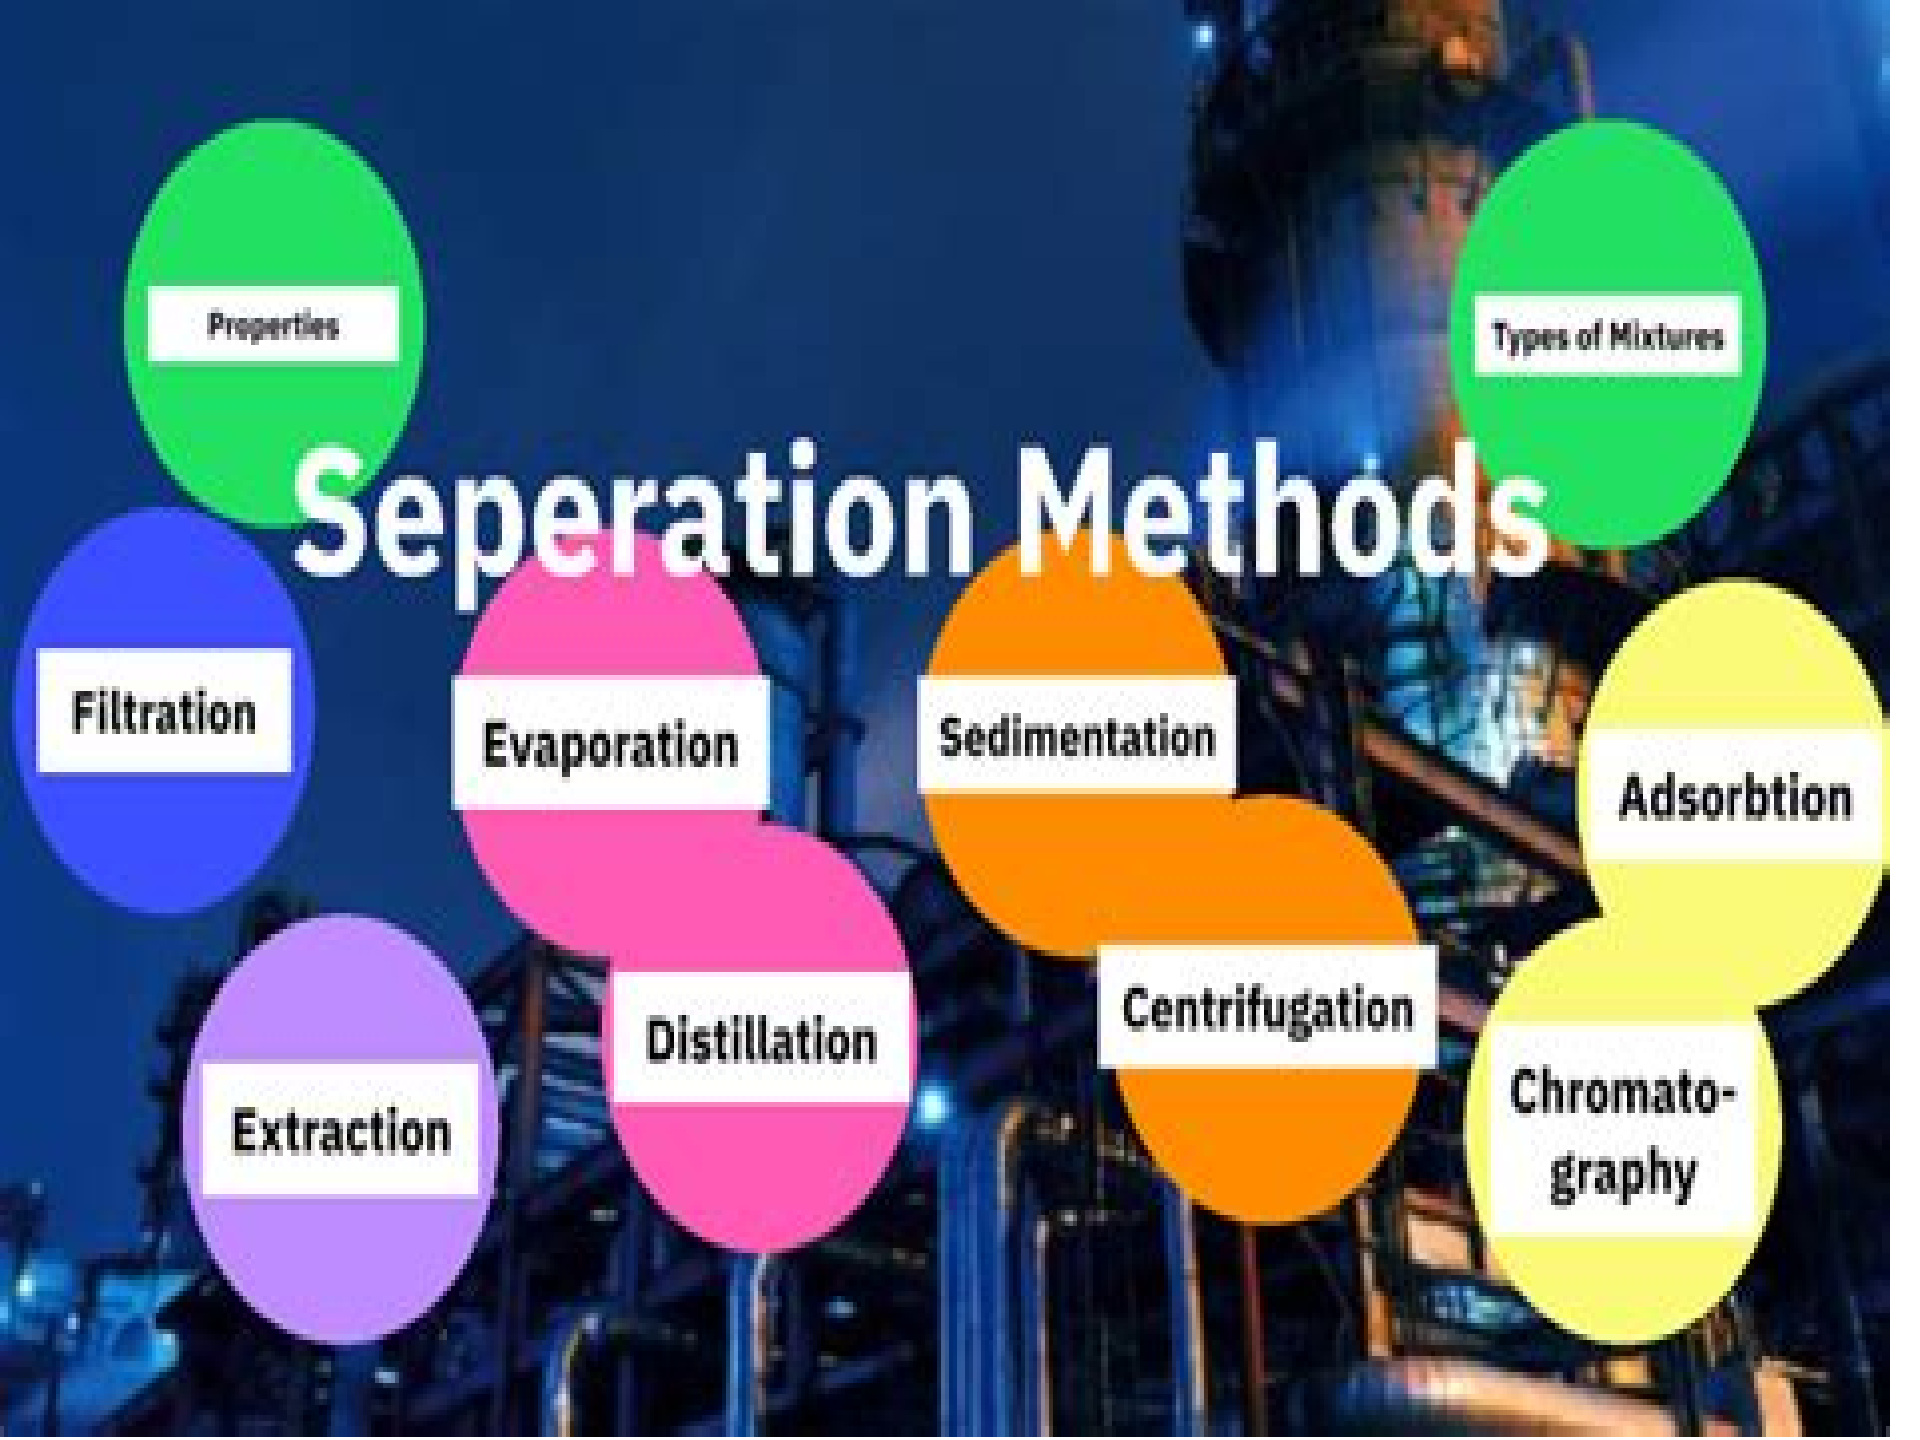 Properties
Types of Mixtures
Seperation Methods
Filtration
Evaporation
Sedimentation
Adsorbtion
Extraction
Distillation
Centrifugation
Chromato-
graphy